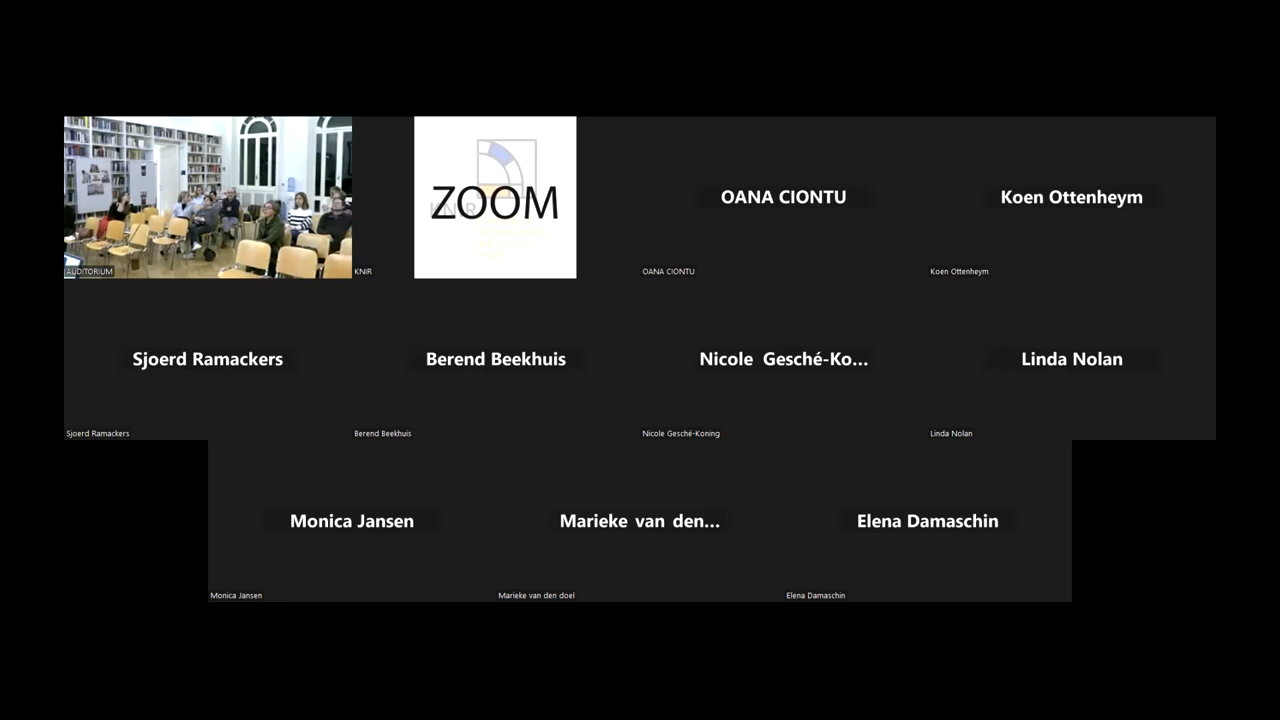 ZOOM
KNIR
OANA CIONTU
Koen Ottenheym
AUDITORIUM
KNIR
OANA CIONTU
Koen Ottenheym
Sjoerd Ramackers
Berend Beekhuis
Nicole Gesché-Ko...
Linda Nolan
Sjoerd Ramackers
Berend Beekhuis
Nicole Gesché-Koning
Linda Nolan
Monica Jansen
Marieke van den...
Elena Damaschin
Monica Jansen
Marieke van den doel
Elena Damaschin